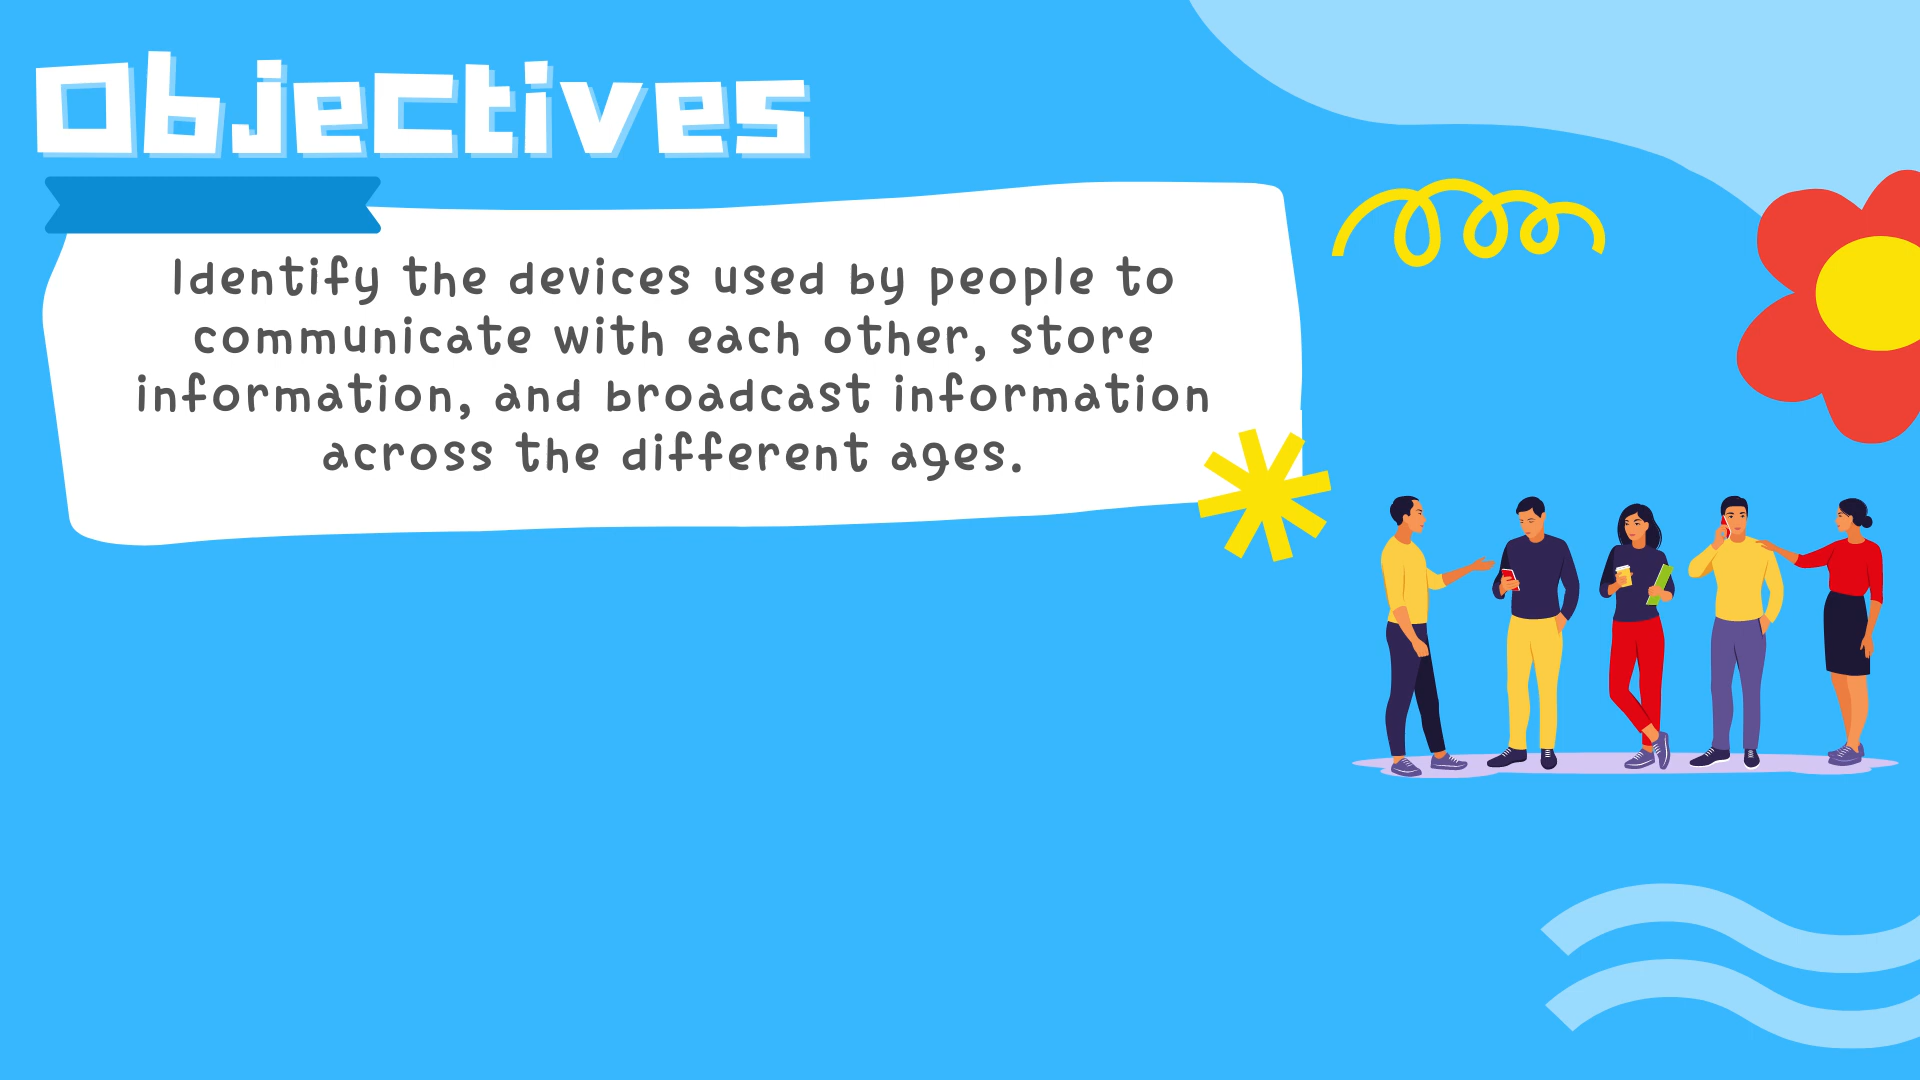 Objectives
Identify the devices used by people to
communicate with each other, store
information, and broadcast information
across the different ages.